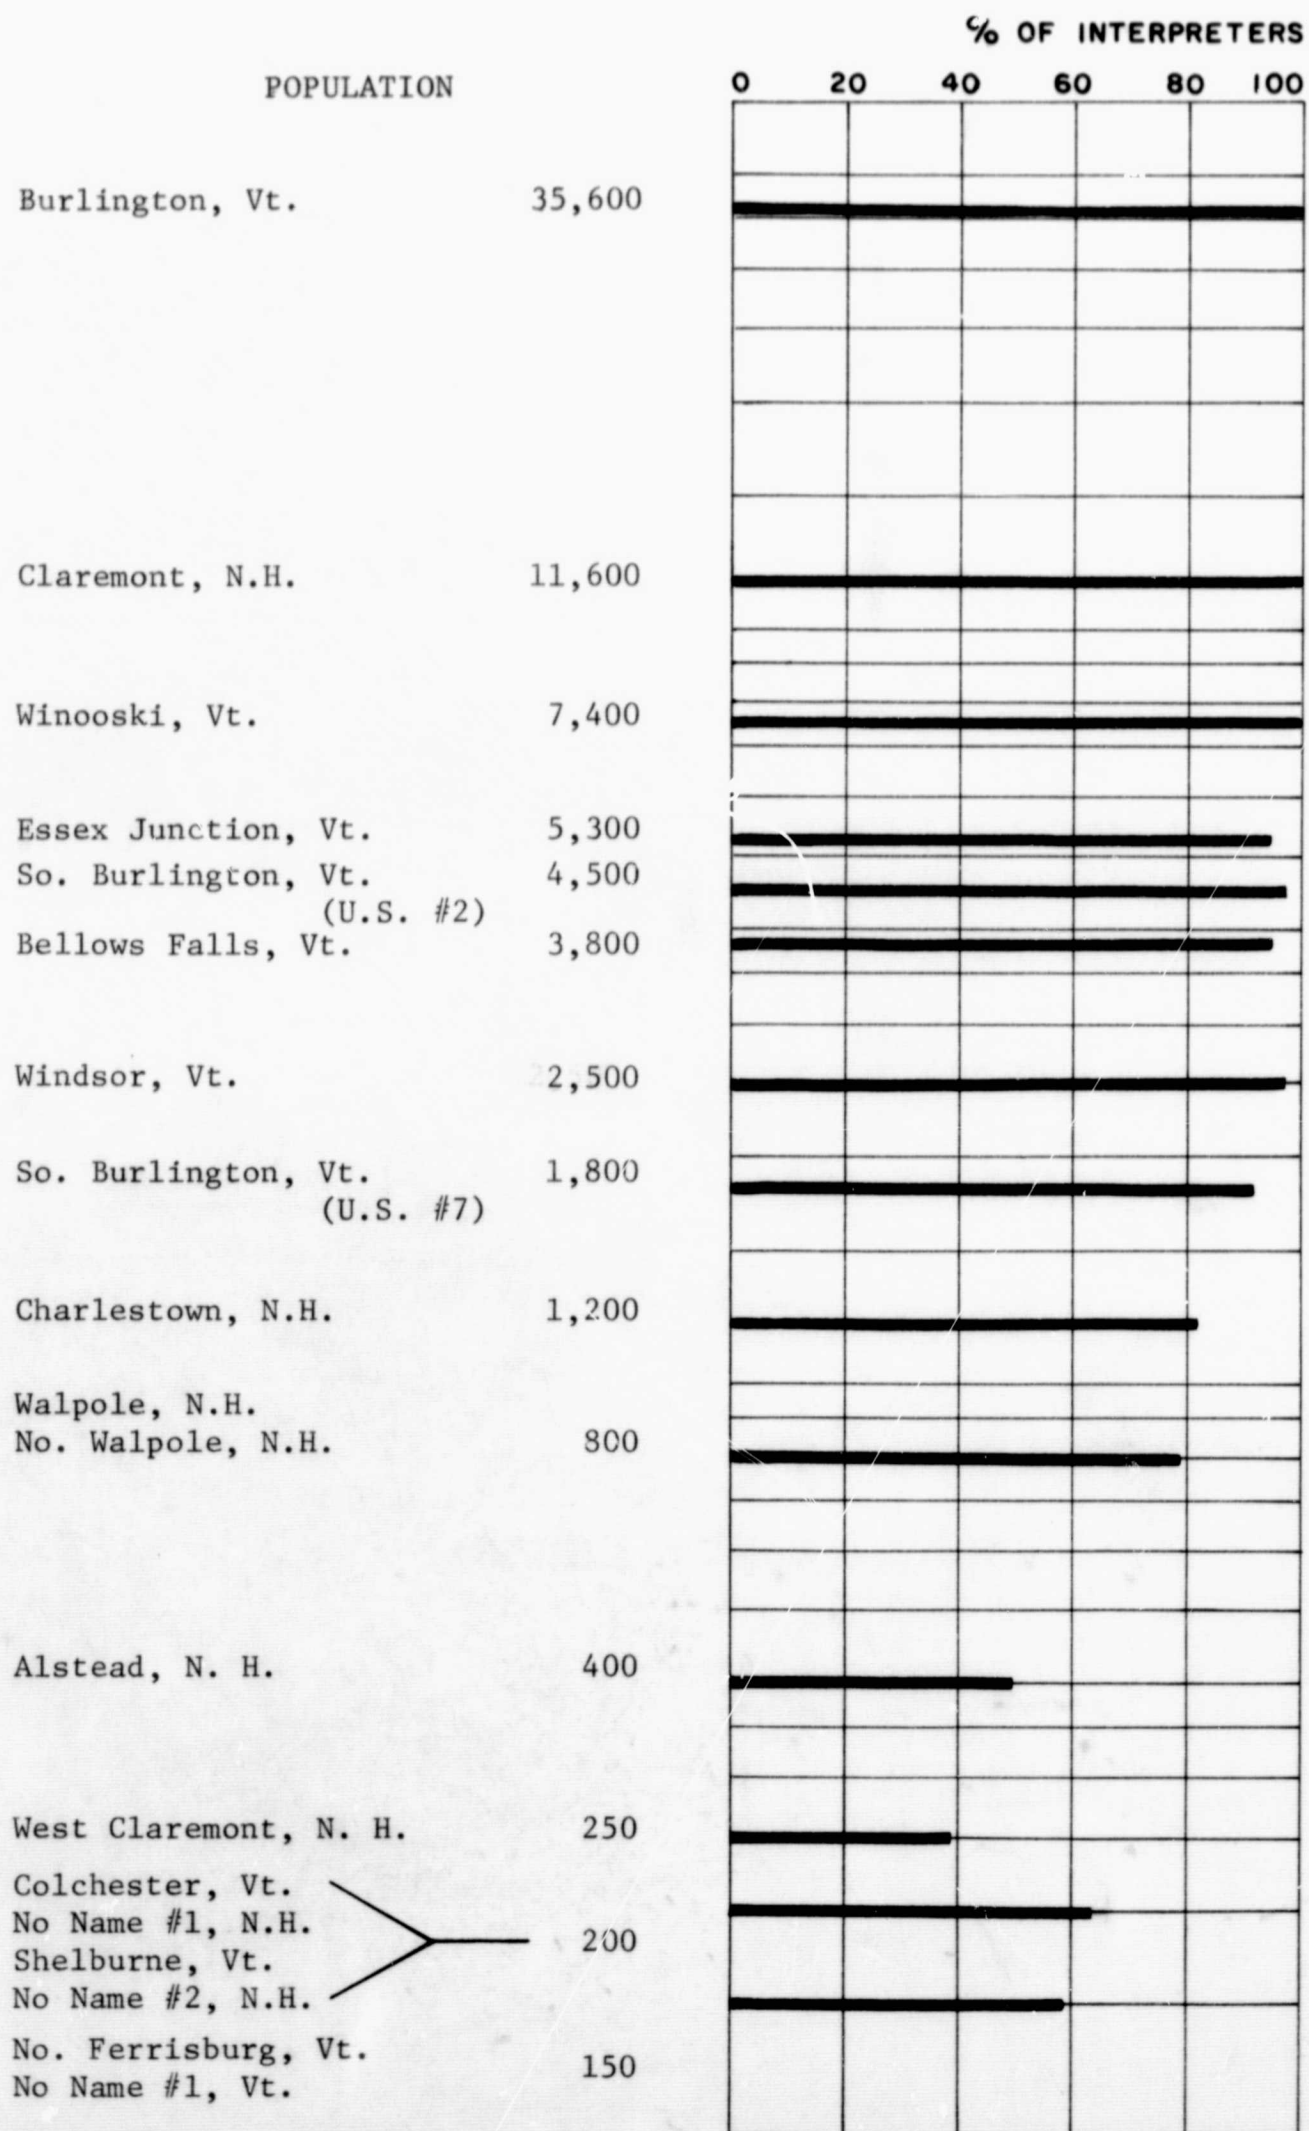 % OF INTERPRETERS
POPULATION
0 20 40 60 80 100
Burlington, Vt. 35,600
Claremont, N.H. 11,600
Winooski, Vt. 7,400
Essex Junction, Vt. 5,300
So. Burlington, Vt. 4,500
(U.S. #2)
Bellows Falls, Vt. 3,800
Windsor, Vt. 2,500
So. Burlington, Vt. 1,800
(U.S. #7)
Charlestown, N.H. 1,200
Walpole, N.H.
No. Walpole, N.H. 800
Alstead, N. H. 400
West Claremont, N. H. 250
Colchester, Vt.
No Name #1, N.H.
200
Shelburne, Vt.
No Name #2, N.H.
No. Ferrisburg, Vt.
150
No Name #1, Vt.